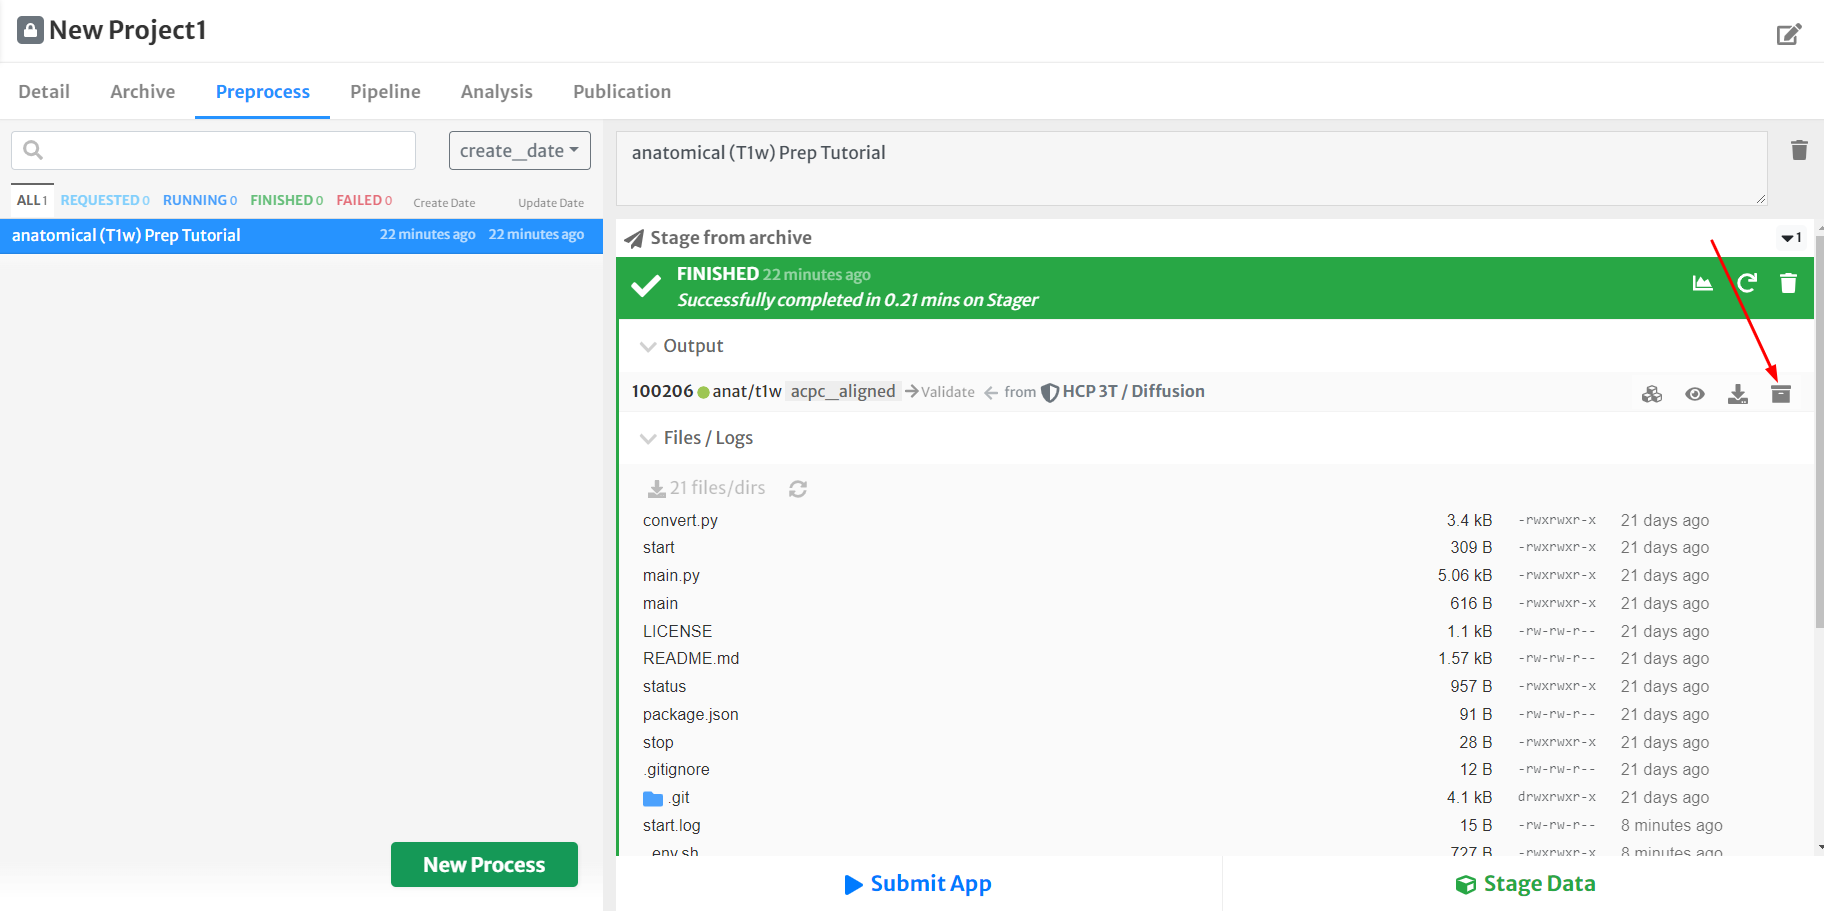 New Project1
Detail Archive Preprocess Pipeline Analysis Publication
create_date
ALL 1 REQUESTED 0 RUNNING 0 FINISHED 0 FAILED 0 Create Date Update Date
anatomical (T1w) Prep Tutorial 22 minutes ago 22 minutes ago
New Process
anatomical (T1w) Prep Tutorial
Stage from archive 1
FINISHED 22 minutes ago
Successfully completed in 0.21 mins on Stager
Output
100206 anat/t1w acpc_aligned Validate from HCP 3T / Diffusion
Files / Logs
21 files/dirs
convert.py 3.4 kB -rwxrwxr-x 21 days ago
start 309 B -rwxrwxr-x 21 days ago
main.py 5.06 kB -rwxrwxr-x 21 days ago
main 616 B -rwxrwxr-x 21 days ago
LICENSE 1.1 kB -rw-rw-r-- 21 days ago
README.md 1.57 kB -rw-rw-r-- 21 days ago
status 957 B -rwxrwxr-x 21 days ago
package.json 91 B -rw-rw-r-- 21 days ago
stop 28 B -rwxrwxr-x 21 days ago
.gitignore 12 B -rw-rw-r-- 21 days ago
.git 4.1 kB drwxrwxr-x 21 days ago
start.log 15 B -rw-rw-r-- 8 minutes ago
_env.sh 727 B -rwxrwxr-x 8 minutes ago
Submit App Stage Data